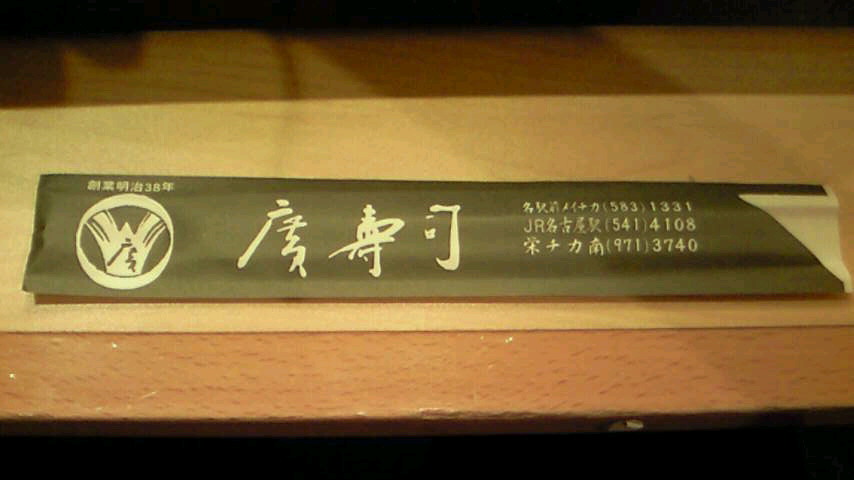 創業明治38年
廣
廣寿司
名駅前メイチカ(583)1331
JR名古屋駅(541)4108
栄チカ南(971)3740